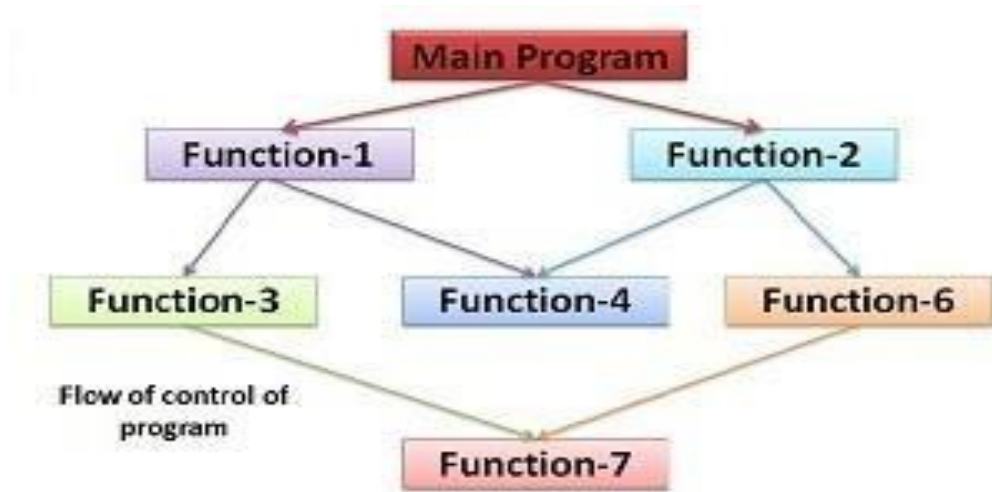 Main Program
Function-1
Function-2
Function-3
Function-4
Function-6
Flow of control of
program
Function-7